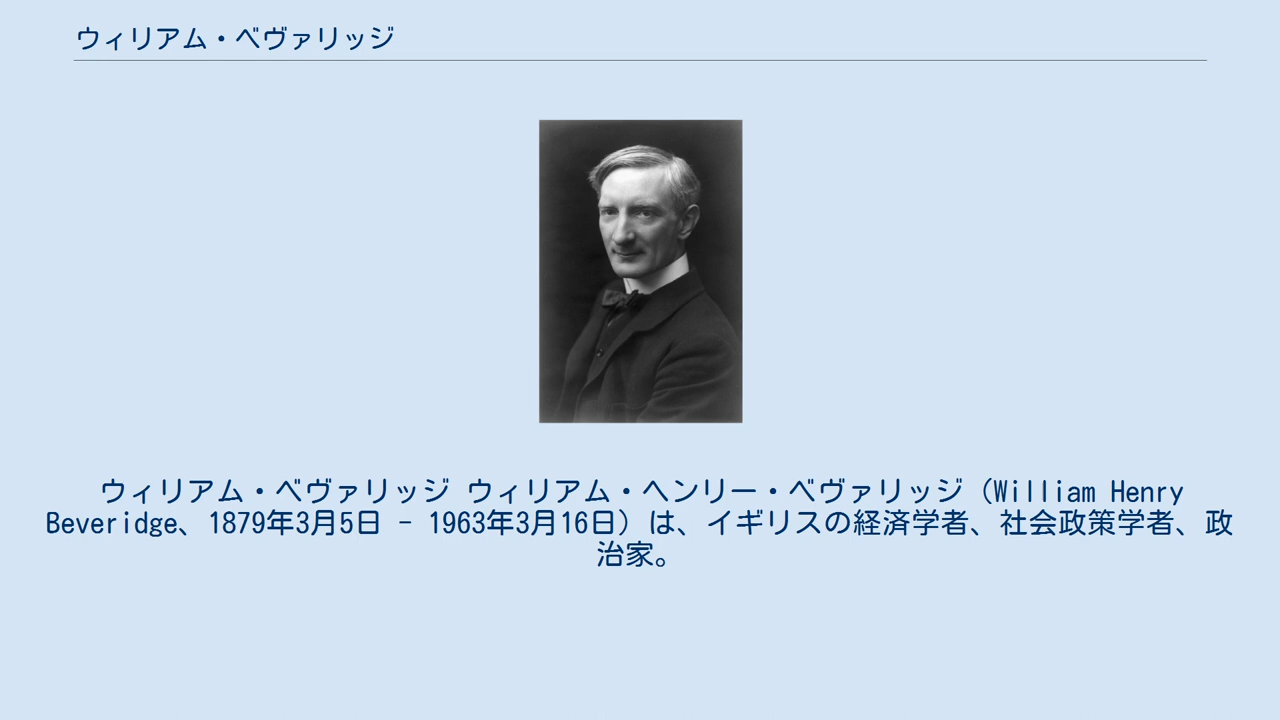 ウィリアム・ベヴァリッジ
ウィリアム・ベヴァリッジ ウィリアム・ヘンリー・ベヴァリッジ（William Henry
Beveridge、1879年3月5日 - 1963年3月16日）は、イギリスの経済学者、社会政策学者、政
治家。